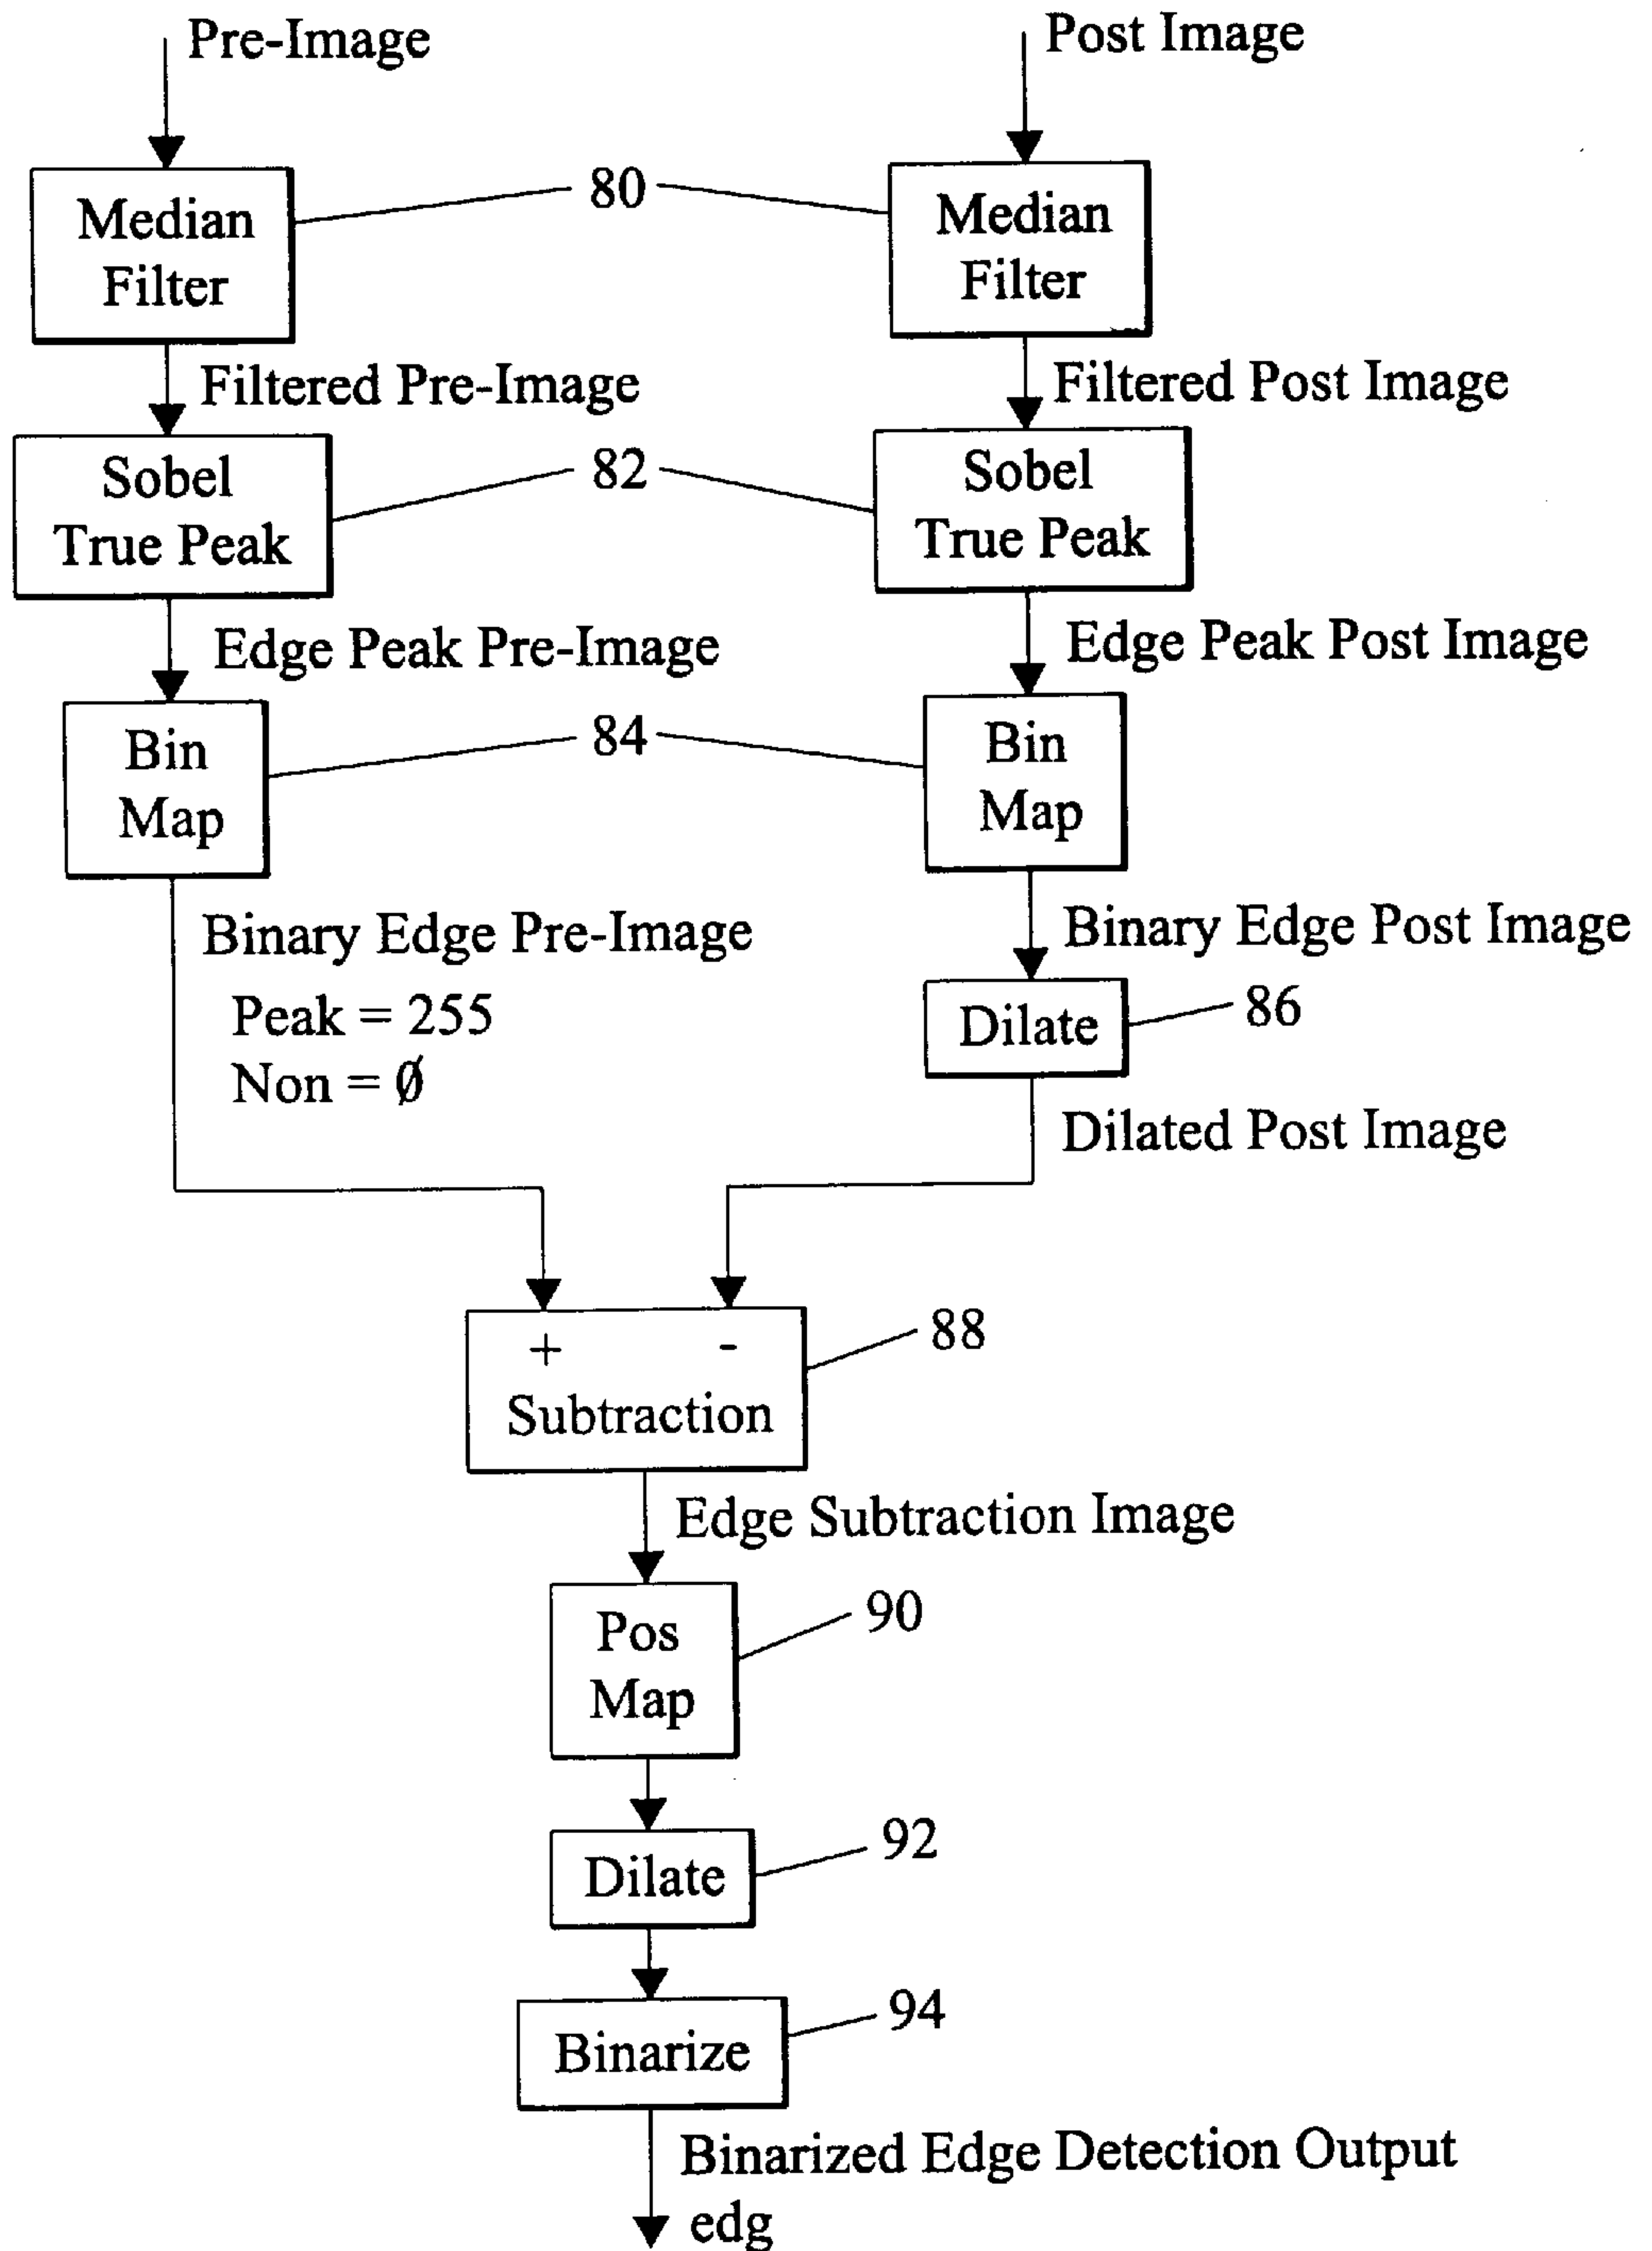 Pre-Image
Post Image
Median
Filter
80
Median
Filter
Filtered Pre-Image
Filtered Post Image
Sobel
True Peak
82
Sobel
True Peak
Edge Peak Pre-Image
Edge Peak Post Image
Bin
Map
84
Bin
Map
Binary Edge Pre-Image
Peak = 255
Non = Ø
Binary Edge Post Image
Dilate
86
Dilated Post Image
+ -
Subtraction
88
Edge Subtraction Image
Pos
Map
90
Dilate
92
Binarize
94
Binarized Edge Detection Output
edg